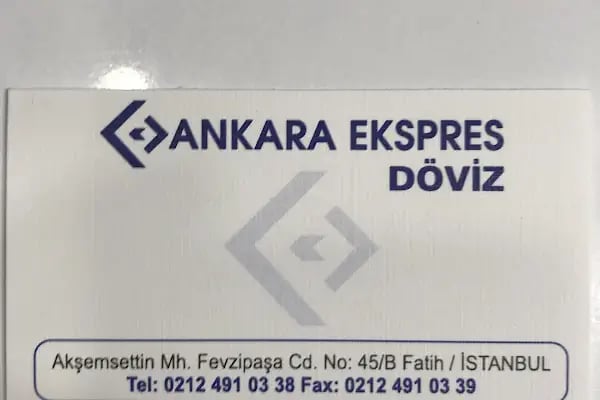 ANKARA EKSPRES
DÖVİZ
Akşemsettin Mh. Fevzipaşa Cd. No: 45/B Fatih / İSTANBUL
Tel: 0212 491 03 38 Fax: 0212 491 03 39